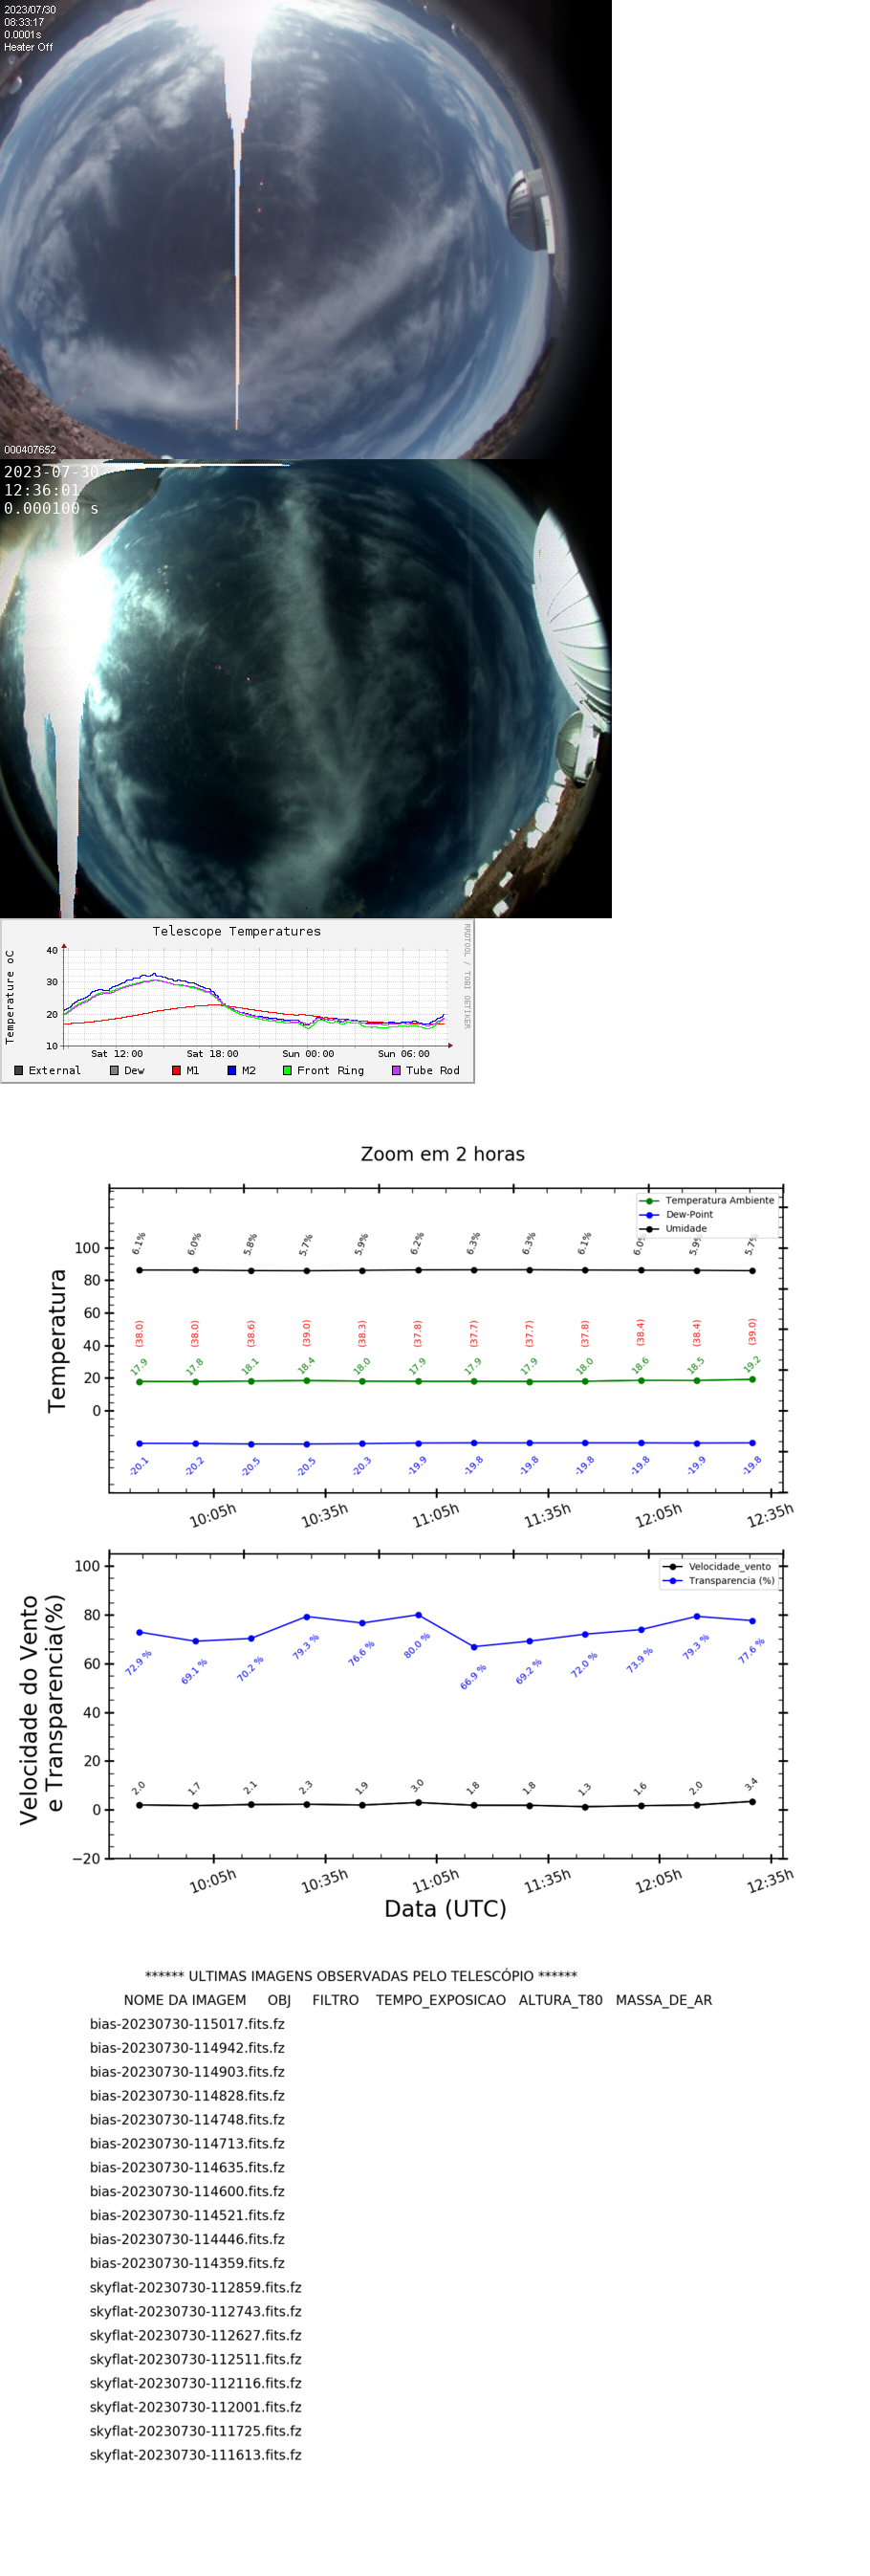 2023/07/30
08:33:17
0.0001s
Heater Off
000407652
2023-07-30
12:36:01
0.000100 s
Telescope Temperatures
RRDTOOL / TOBI OETIKER
Temperature oC
40
30
20
10
Sat 12:00 Sat 18:00 Sun 00:00 Sun 06:00
External Dew M1 M2 Front Ring Tube Rod
Zoom em 2 horas
Temperatura Ambiente
Dew-Point
Umidade
6.1% 6.0% 5.8% 5.7% 5.9% 6.2% 6.3% 6.3% 6.1% 6.0% 5.9% 5.7%
Temperatura
100
80
60
40
20
0
(38.0) (38.0) (38.6) (39.0) (38.3) (37.8) (37.7) (37.7) (37.8) (38.4) (38.4) (39.0)
17.9 17.8 18.1 18.4 18.0 17.9 17.9 17.9 18.0 18.6 18.5 19.2
-20.1 -20.2 -20.5 -20.5 -20.3 -19.9 -19.8 -19.8 -19.8 -19.8 -19.9 -19.8
10:05h 10:35h 11:05h 11:35h 12:05h 12:35h
Velocidade_vento
Transparencia (%)
Velocidade do Vento
e Transparencia(%)
100
80
60
40
20
0
−20
72.9 % 69.1 % 70.2 % 79.3 % 76.6 % 80.0 % 66.9 % 69.2 % 72.0 % 73.9 % 79.3 % 77.6 %
2.0 1.7 2.1 2.3 1.9 3.0 1.8 1.8 1.3 1.6 2.0 3.4
10:05h 10:35h 11:05h 11:35h 12:05h 12:35h
Data (UTC)
****** ULTIMAS IMAGENS OBSERVADAS PELO TELESCÓPIO ******
NOME DA IMAGEM OBJ FILTRO TEMPO_EXPOSICAO ALTURA_T80 MASSA_DE_AR
bias-20230730-115017.fits.fz
bias-20230730-114942.fits.fz
bias-20230730-114903.fits.fz
bias-20230730-114828.fits.fz
bias-20230730-114748.fits.fz
bias-20230730-114713.fits.fz
bias-20230730-114635.fits.fz
bias-20230730-114600.fits.fz
bias-20230730-114521.fits.fz
bias-20230730-114446.fits.fz
bias-20230730-114359.fits.fz
skyflat-20230730-112859.fits.fz
skyflat-20230730-112743.fits.fz
skyflat-20230730-112627.fits.fz
skyflat-20230730-112511.fits.fz
skyflat-20230730-112116.fits.fz
skyflat-20230730-112001.fits.fz
skyflat-20230730-111725.fits.fz
skyflat-20230730-111613.fits.fz